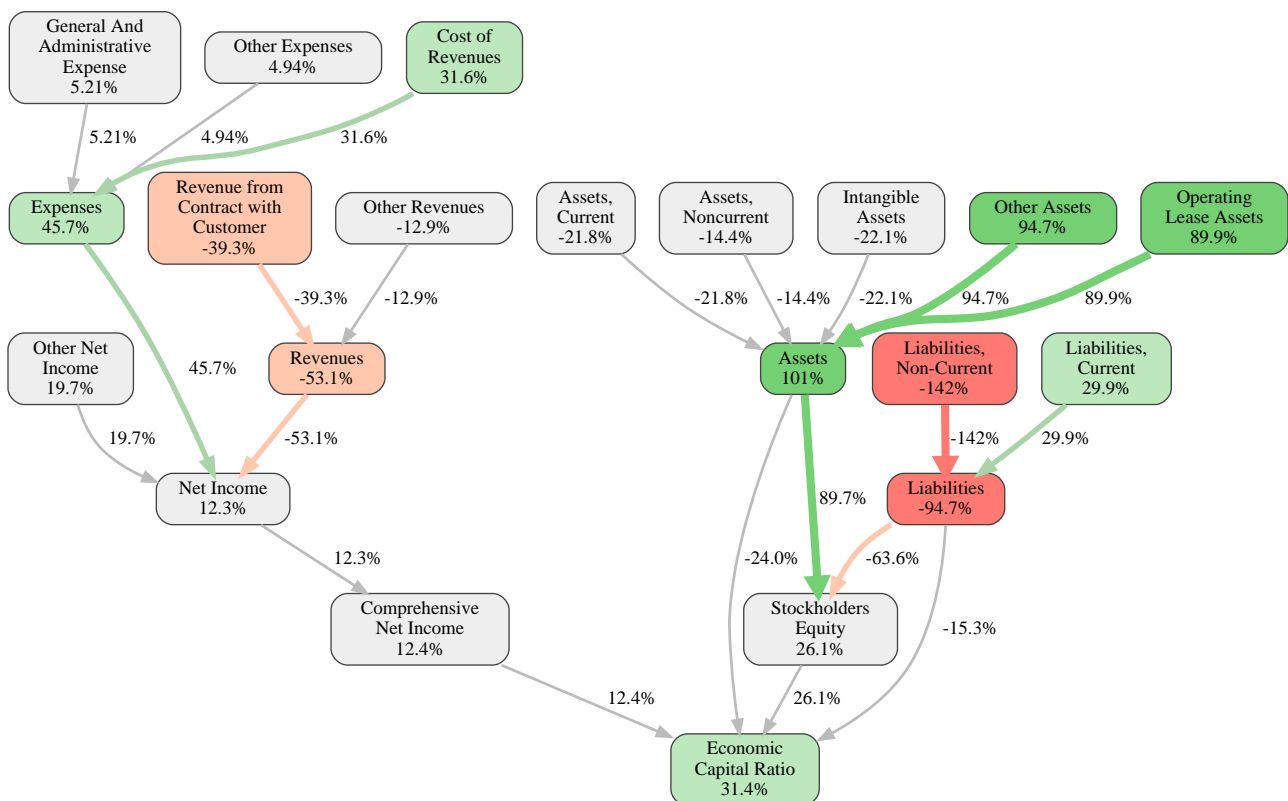 General And
Administrative
Expense
5.21%
Other Expenses
4.94%
Cost of
Revenues
31.6%
5.21%
4.94%
31.6%
Expenses
45.7%
Revenue from
Contract with
Customer
-39.3%
Other Revenues
-12.9%
Assets,
Current
-21.8%
Assets,
Noncurrent
-14.4%
Intangible
Assets
-22.1%
Other Assets
94.7%
Operating
Lease Assets
89.9%
-39.3%
-12.9%
-21.8%
-14.4%
-22.1%
94.7%
89.9%
Other Net
Income
19.7%
45.7%
Revenues
-53.1%
Assets
101%
Liabilities,
Non-Current
-142%
Liabilities,
Current
29.9%
19.7%
-53.1%
-142%
29.9%
Net Income
12.3%
89.7%
Liabilities
-94.7%
12.3%
-24.0%
-63.6%
Comprehensive
Net Income
12.4%
Stockholders
Equity
26.1%
-15.3%
12.4%
26.1%
Economic
Capital Ratio
31.4%